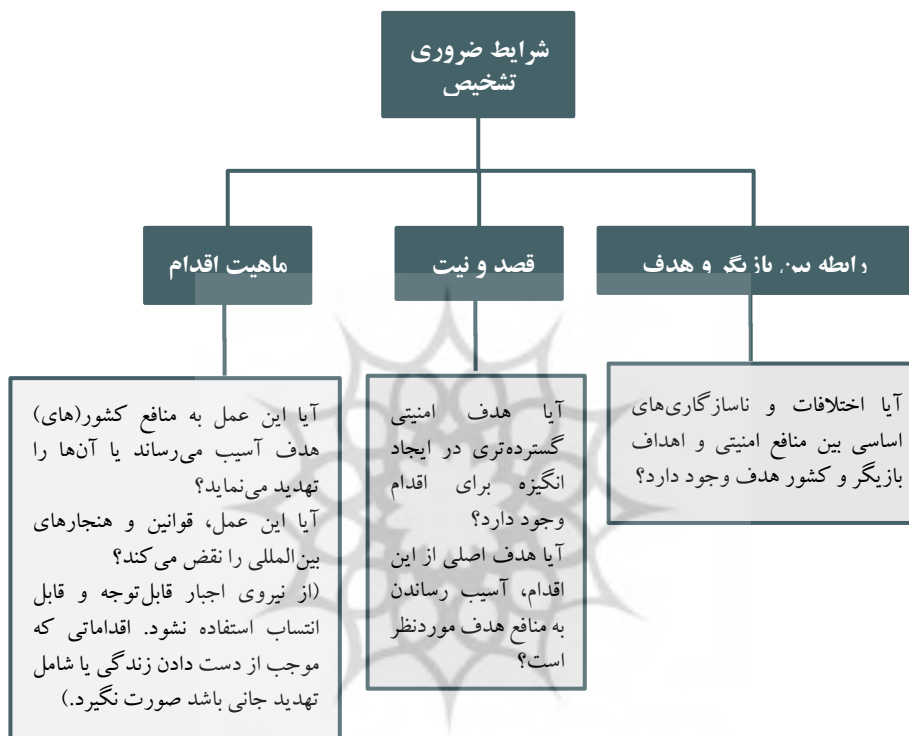 شرایط ضروری
تشخیص
رابطه بین بازیگر و هدف
قصد و نیت
ماهیت اقدام
آیا اختلافات و ناسازگاری‌های
اساسی بین منافع امنیتی و اهداف
بازیگر و کشور هدف وجود دارد؟
آیا هدف امنیتی
گسترده‌تری در ایجاد
انگیزه برای اقدام
وجود دارد؟
آیا هدف اصلی از این
اقدام، آسیب رساندن
به منافع هدف موردنظر
است؟
آیا این عمل به منافع کشور(های)
هدف آسیب می‌رساند یا آن‌ها را
تهدید می‌نماید؟
آیا این عمل، قوانین و هنجارهای
بین‌المللی را نقض می‌کند؟
(از نیروی اجبار قابل‌توجه و قابل
انتساب استفاده نشود. اقداماتی که
موجب از دست دادن زندگی یا شامل
تهدید جانی باشد صورت نگیرد.)